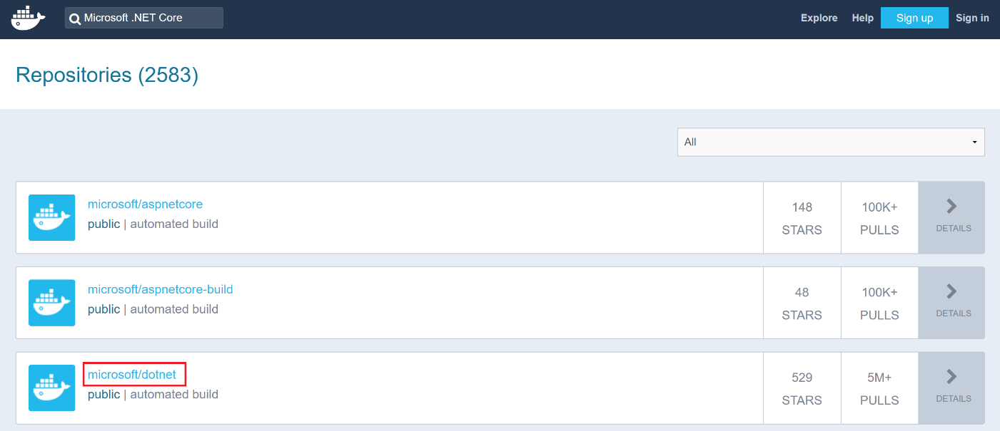 Microsoft .NET Core
Explore Help Sign up Sign in
Repositories (2583)
All
microsoft/aspnetcore
public | automated build
148
STARS
100K+
PULLS
DETAILS
microsoft/aspnetcore-build
public | automated build
48
STARS
100K+
PULLS
DETAILS
microsoft/dotnet
public | automated build
529
STARS
5M+
PULLS
DETAILS